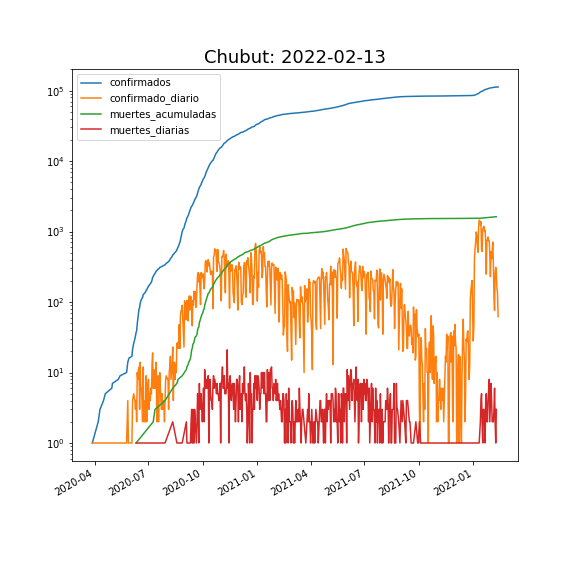 Chubut: 2022-02-13
confirmados
confirmado_diario
muertes_acumuladas
muertes_diarias
10^5
10^4
10^3
10^2
10^1
10^0
2020-04
2020-07
2020-10
2021-01
2021-04
2021-07
2021-10
2022-01